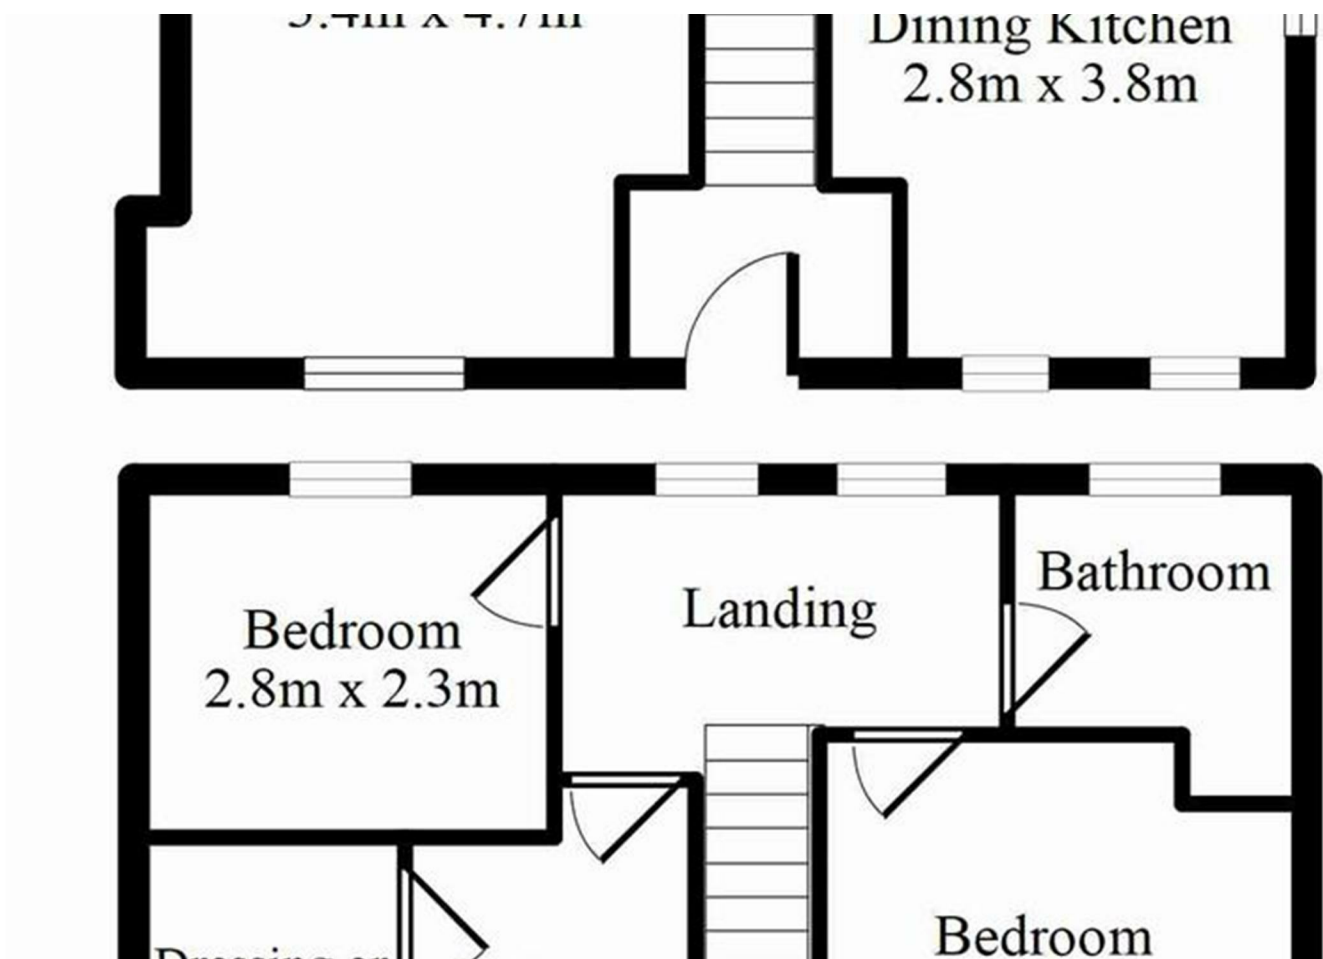 Dining Kitchen
2.8m x 3.8m
Bedroom
2.8m x 2.3m
Landing
Bathroom
Bedroom